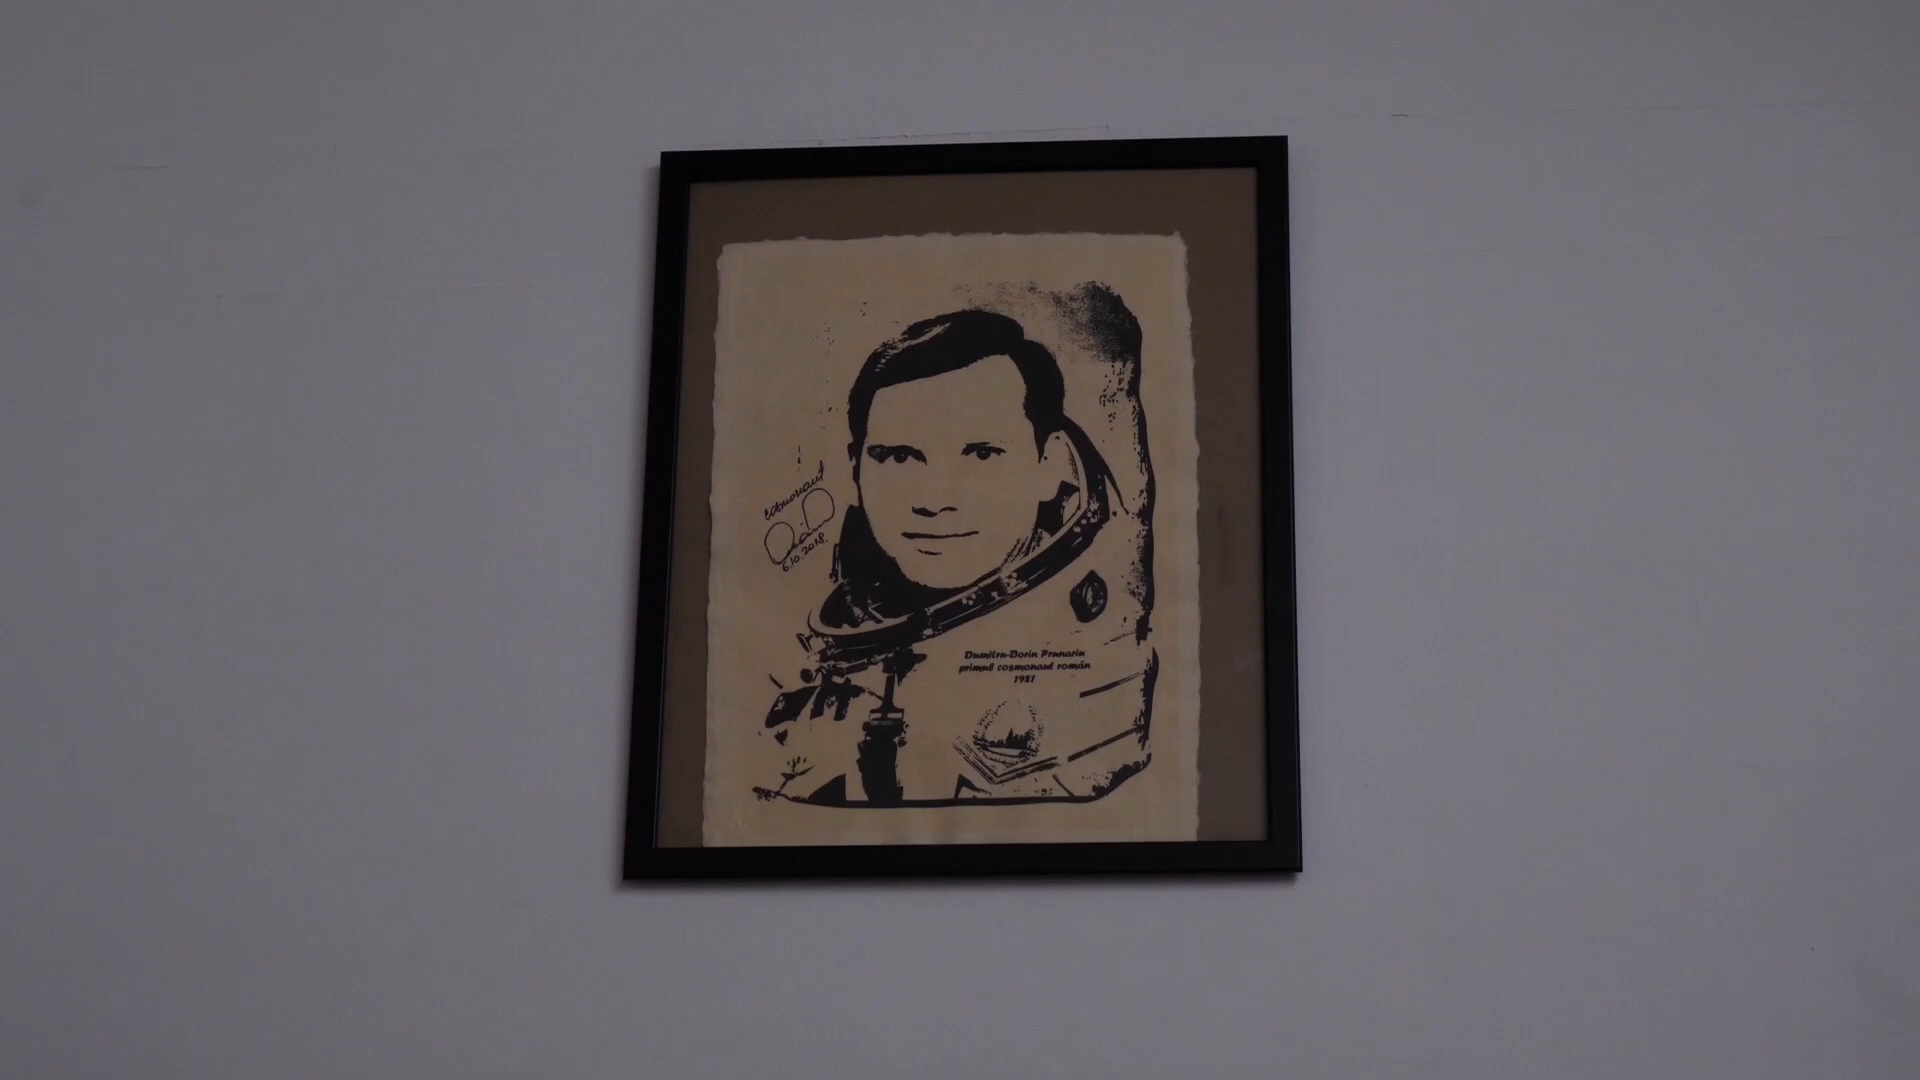 cosmonaut
6.10.2018.
Dumitru-Dorin Prunariu
primul cosmonaut român
1981